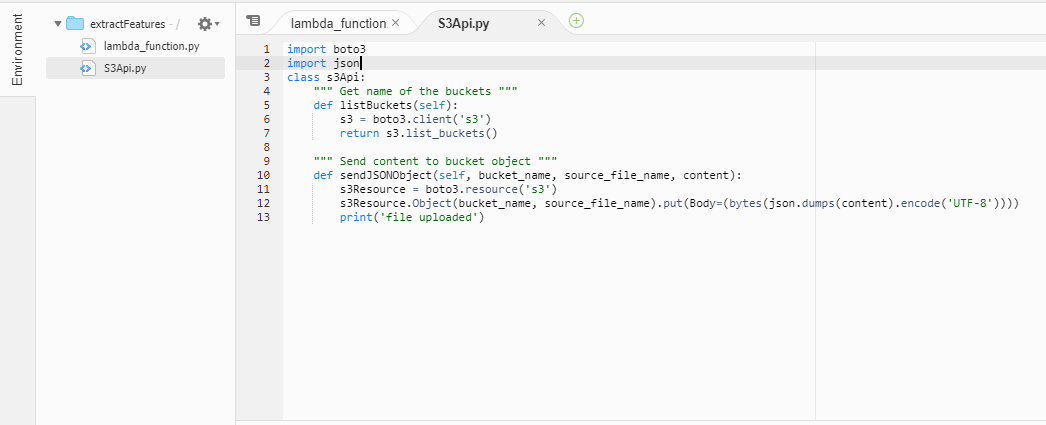 Environment
extractFeatures - /
lambda_function.py
S3Api.py
lambda_function.
S3Api.py
1 import boto3
2 import json
3 class s3Api:
4     """ Get name of the buckets """
5     def listBuckets(self):
6         s3 = boto3.client('s3')
7         return s3.list_buckets()
8
9     """ Send content to bucket object """
10     def sendJSONObject(self, bucket_name, source_file_name, content):
11         s3Resource = boto3.resource('s3')
12         s3Resource.Object(bucket_name, source_file_name).put(Body=(bytes(json.dumps(content).encode('UTF-8'))))
13         print('file uploaded')